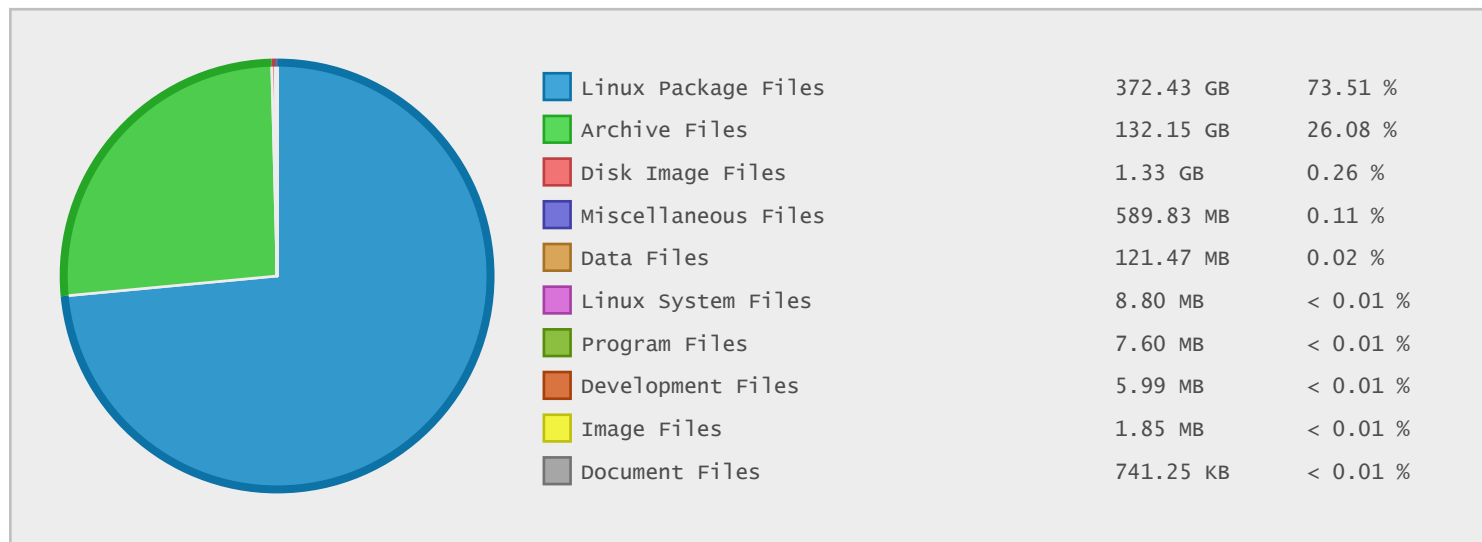 Linux Package Files 372.43 GB 73.51 %
Archive Files 132.15 GB 26.08 %
Disk Image Files 1.33 GB 0.26 %
Miscellaneous Files 589.83 MB 0.11 %
Data Files 121.47 MB 0.02 %
Linux System Files 8.80 MB < 0.01 %
Program Files 7.60 MB < 0.01 %
Development Files 5.99 MB < 0.01 %
Image Files 1.85 MB < 0.01 %
Document Files 741.25 KB < 0.01 %